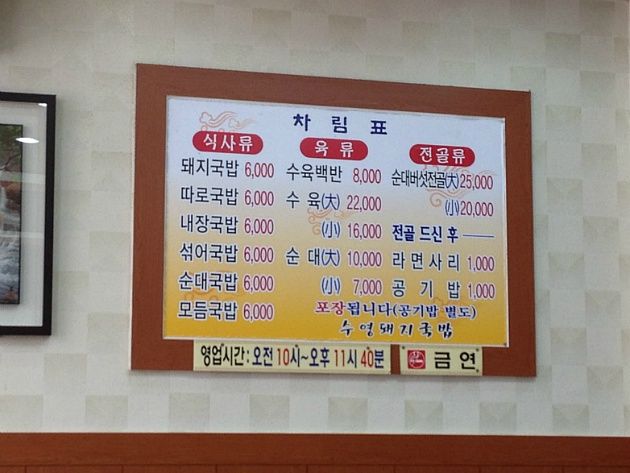 차림표
식사류
돼지국밥 6,000
따로국밥 6,000
내장국밥 6,000
섞어국밥 6,000
순대국밥 6,000
모듬국밥 6,000
육류
수육백반 8,000
수 육(大) 22,000
(小) 16,000
순 대(大) 10,000
(小) 7,000
전골류
순대버섯전골(大) 25,000
(小) 20,000
전골 드신 후
라면사리 1,000
공 기 밥 1,000
포장됩니다(공기밥 별도)
수영돼지국밥
영업시간: 오전 10시~오후 11시 40분
금연